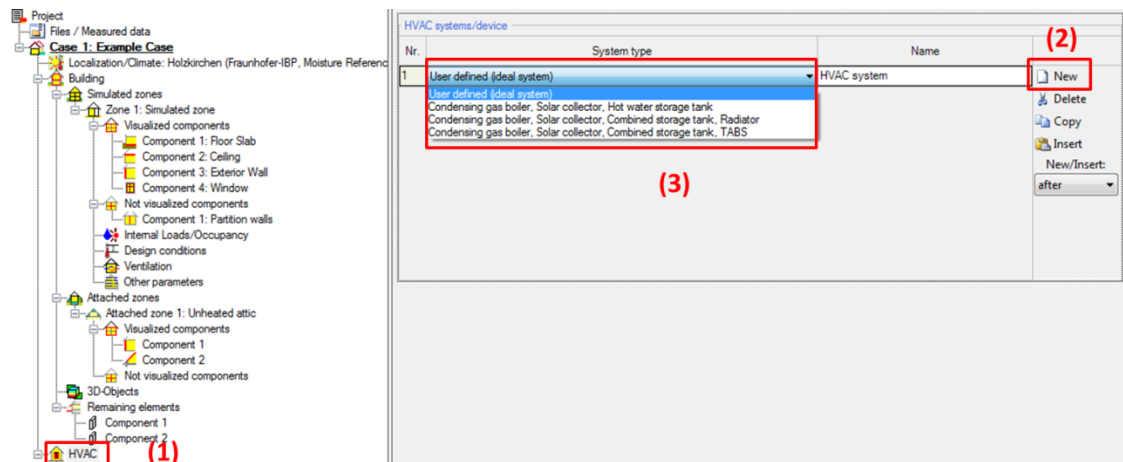 Project
Files / Measured data
Case 1: Example Case
Localization/Climate: Holzkirchen (Fraunhofer-IBP, Moisture Referenc
Building
Simulated zones
Zone 1: Simulated zone
Visualized components
Component 1: Floor Slab
Component 2: Ceiling
Component 3: Exterior Wall
Component 4: Window
Not visualized components
Component 1: Partition walls
Internal Loads/Occupancy
Design conditions
Ventilation
Other parameters
Attached zones
Attached zone 1: Unheated attic
Visualized components
Component 1
Component 2
Not visualized components
3D-Objects
Remaining elements
Component 1
Component 2
HVAC (1)
HVAC systems/device
Nr. System type Name (2)
1 User defined (ideal system) HVAC system New
User defined (ideal system)
Condensing gas boiler, Solar collector, Hot water storage tank
Condensing gas boiler, Solar collector, Combined storage tank, Radiator
Condensing gas boiler, Solar collector, Combined storage tank, TABS
(3)
Delete
Copy
Insert
New/Insert:
after